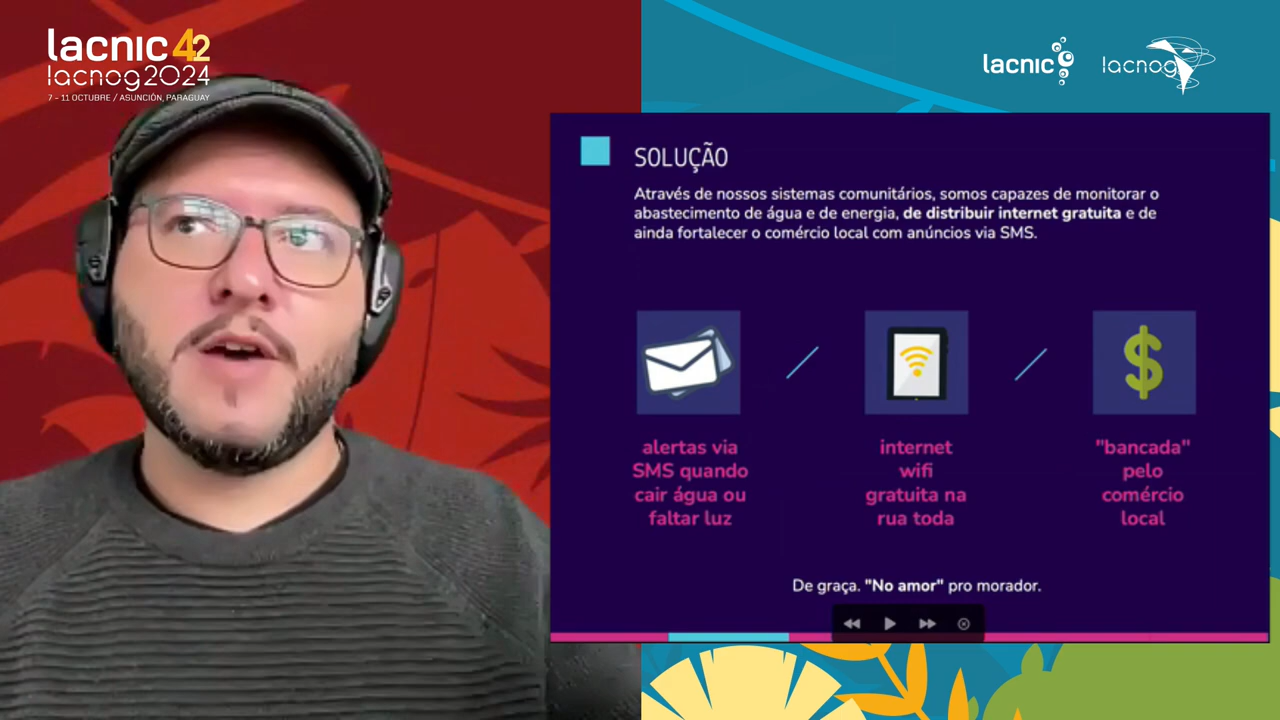 lacnic 42
lacnog2024
7 - 11 OCTUBRE / ASUNCIÓN, PARAGUAY
lacnic
lacnog
SOLUÇÃO
Através de nossos sistemas comunitários, somos capazes de monitorar o
abastecimento de água e de energia, de distribuir internet gratuita e de
ainda fortalecer o comércio local com anúncios via SMS.
$
alertas via
SMS quando
cair água ou
faltar luz
internet
wifi
gratuita na
rua toda
"bancada"
pelo
comércio
local
De graça. "No amor" pro morador.